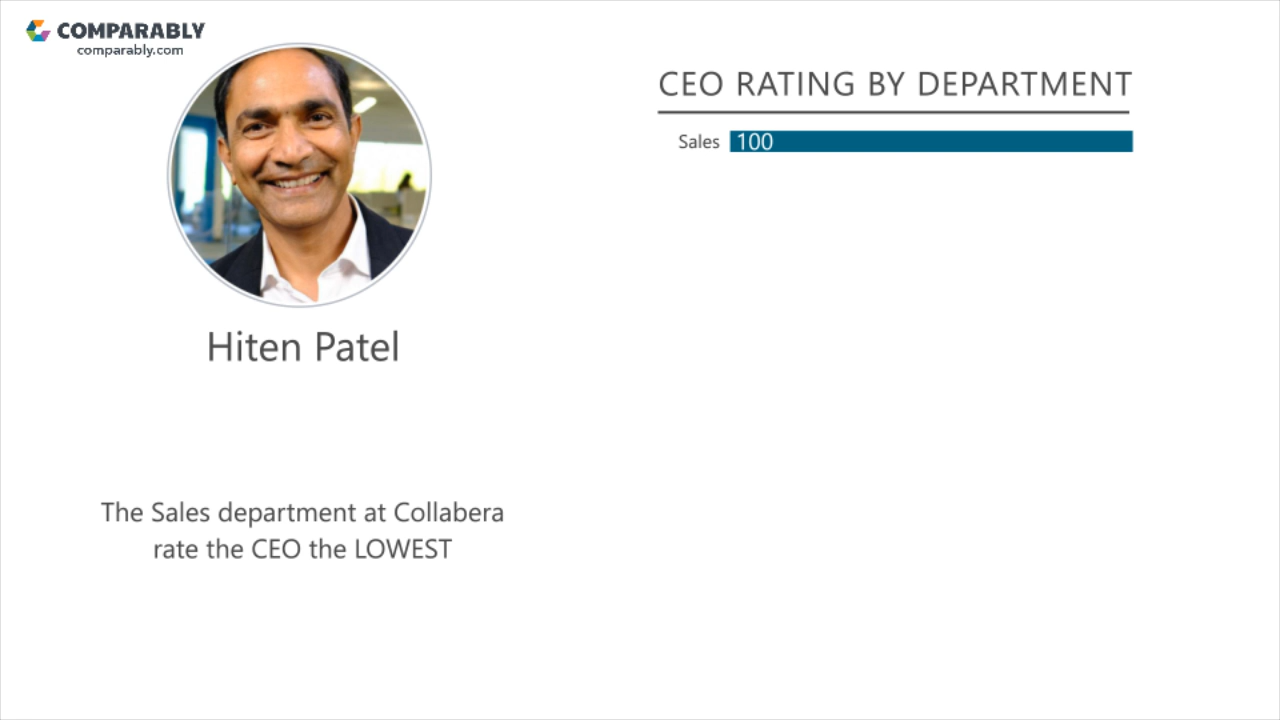 COMPARABLY
comparably.com
CEO RATING BY DEPARTMENT
Sales 100
Hiten Patel
The Sales department at Collabera
rate the CEO the LOWEST